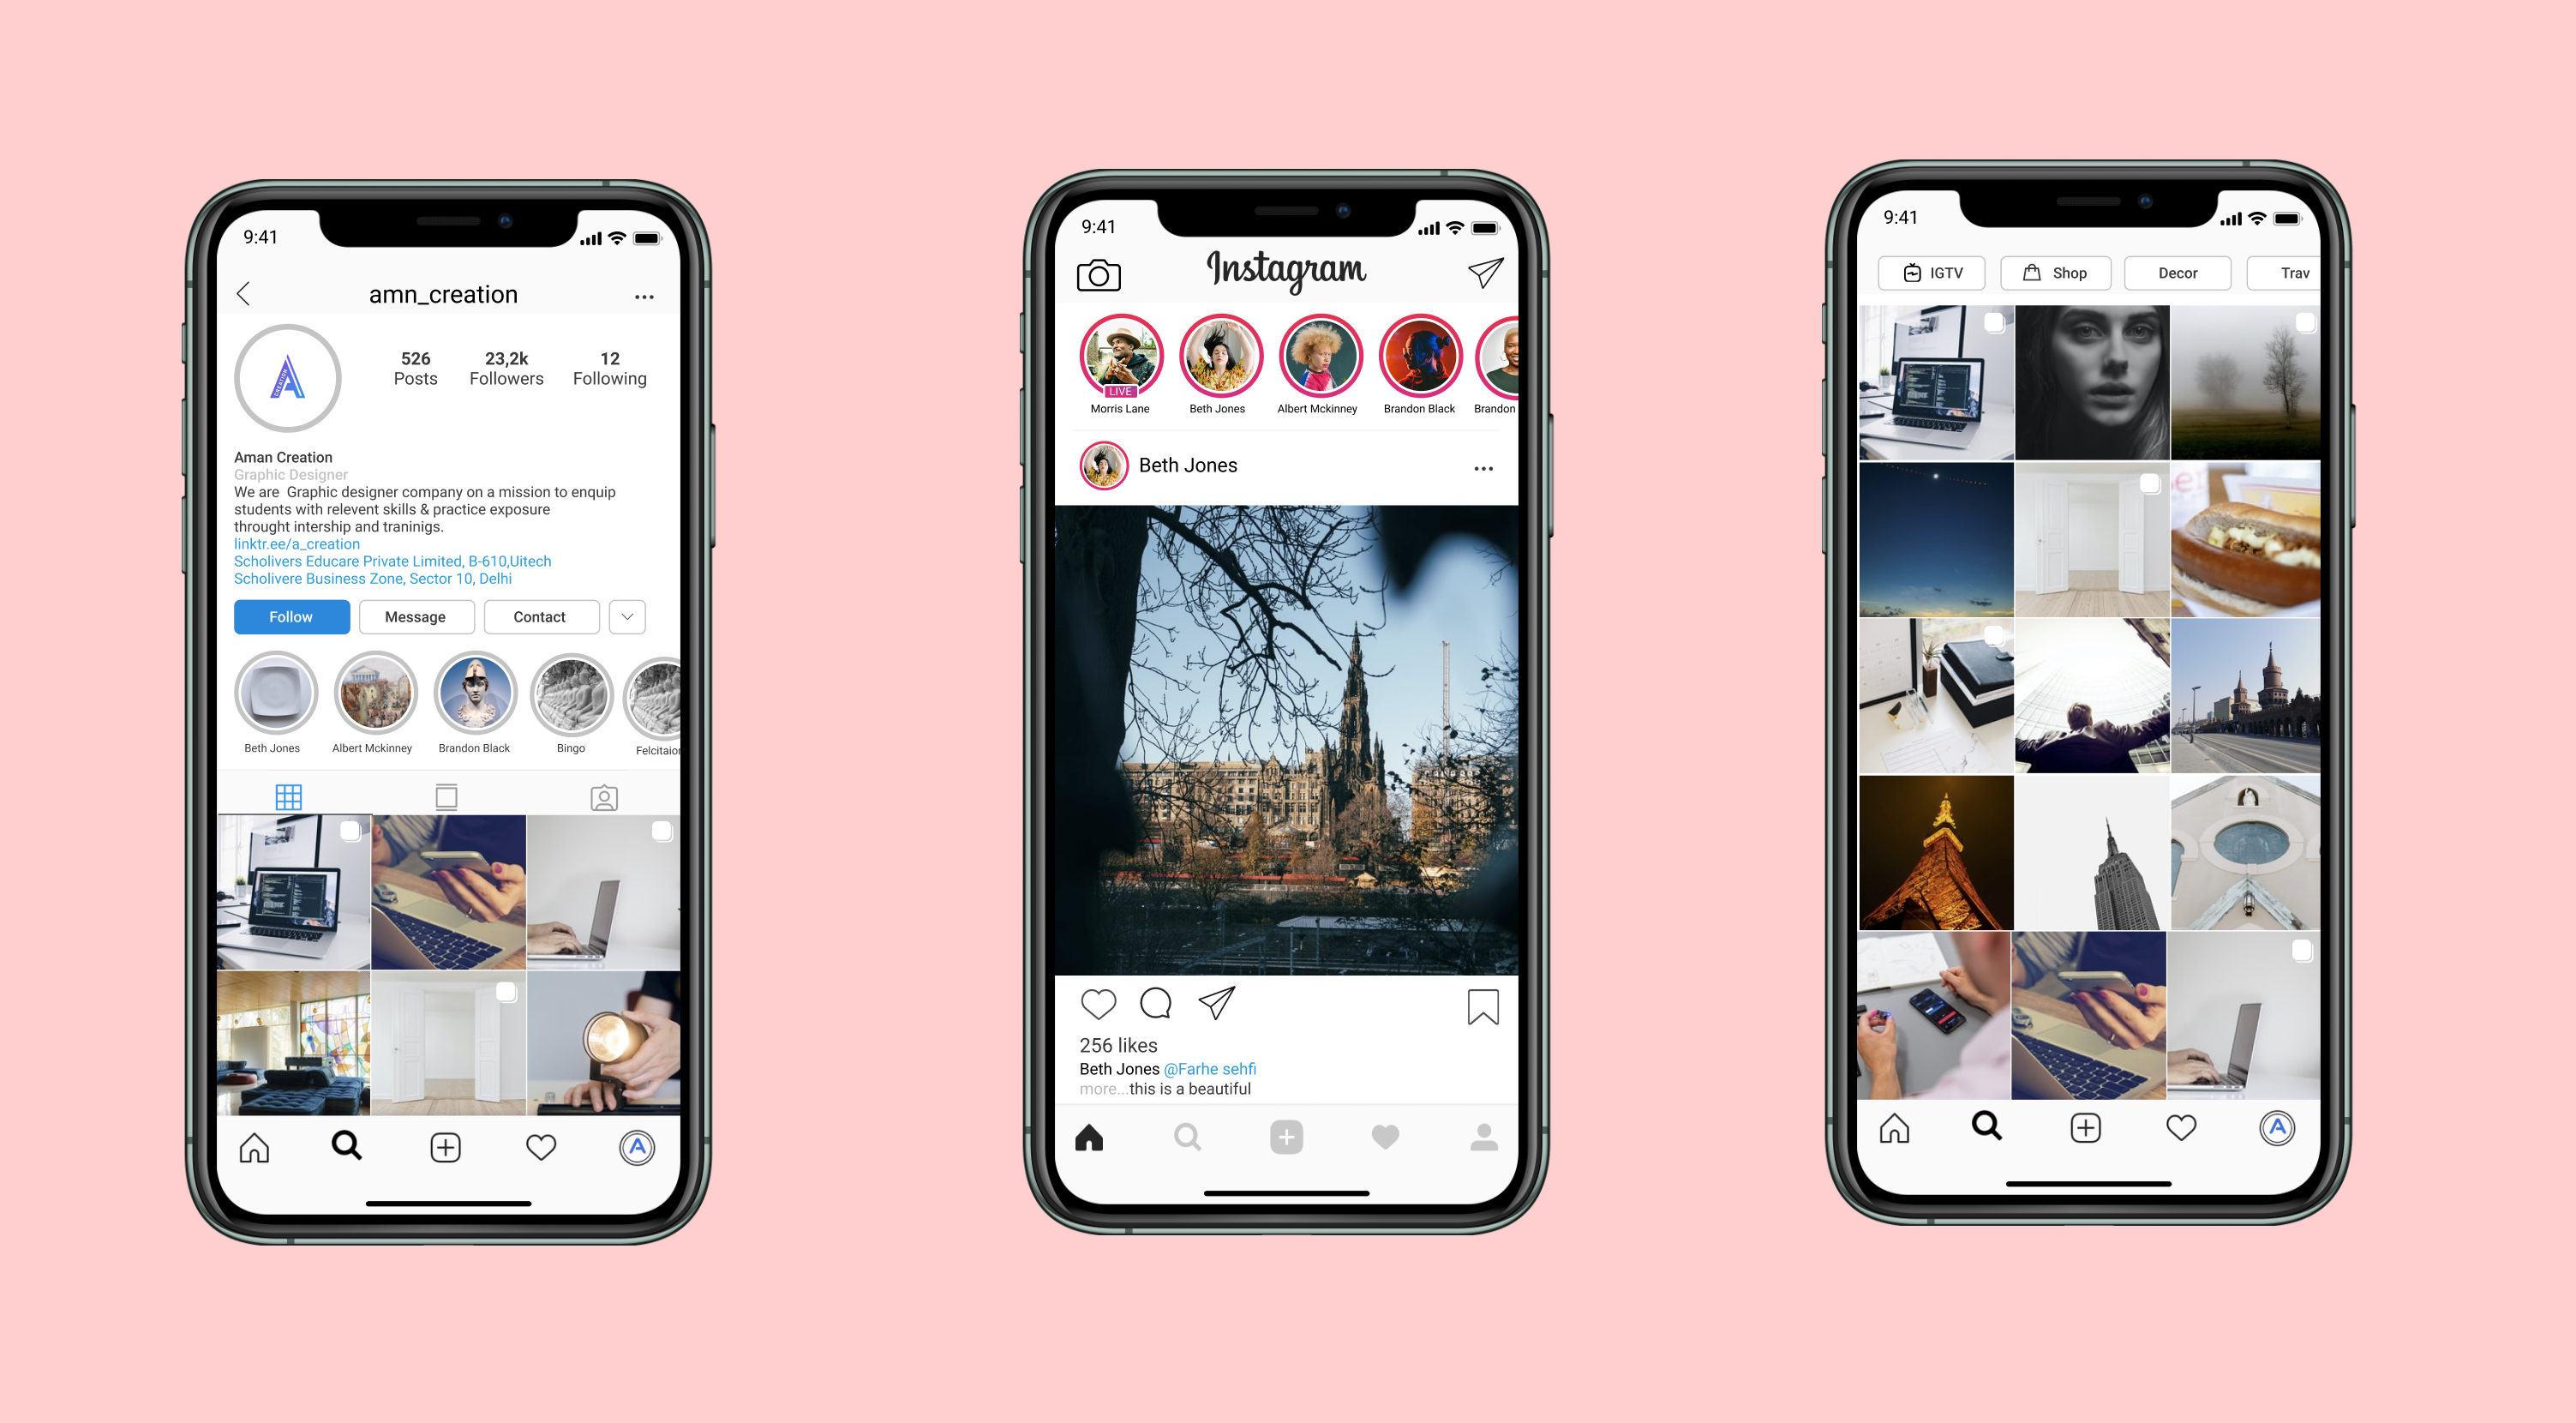 9:41
amn_creation
526
Posts
23,2k
Followers
12
Following
CREATION
Aman Creation
Graphic Designer
We are Graphic designer company on a mission to enquip
students with relevent skills & practice exposure
throught intership and traninigs.
linktr.ee/a_creation
Scholivers Educare Private Limited, B-610,Uitech
Scholivere Business Zone, Sector 10, Delhi
Follow
Message
Contact
Beth Jones
Albert Mckinney
Brandon Black
Bingo
Felcitaion
9:41
Instagram
LIVE
Morris Lane
Beth Jones
Albert Mckinney
Brandon Black
Brandon
Beth Jones
256 likes
Beth Jones @Farhe sehfi
more...this is a beautiful
9:41
IGTV
Shop
Decor
Trav